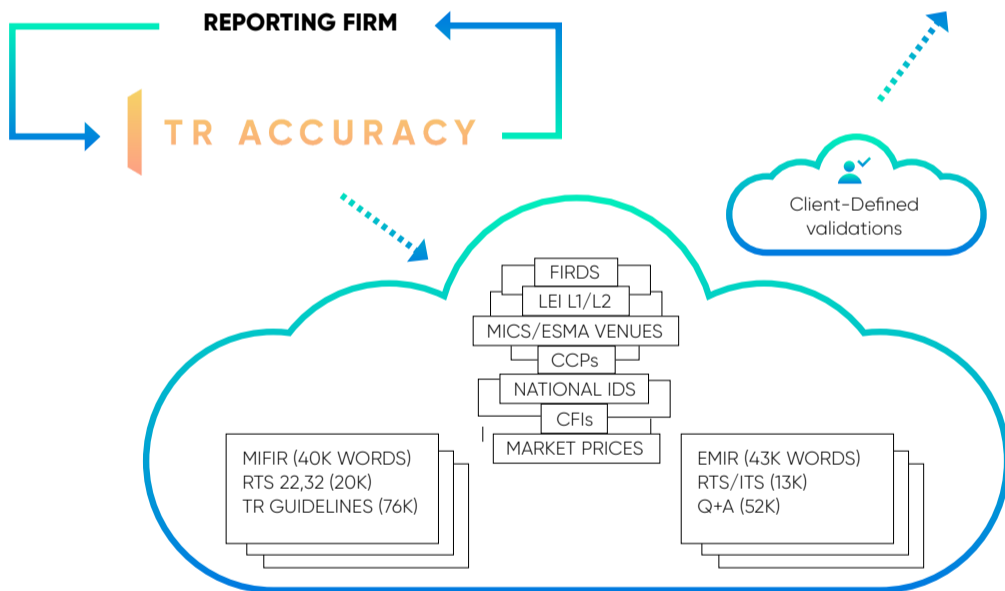 REPORTING FIRM
TR ACCURACY
Client-Defined
validations
FIRDS
LEI L1/L2
MICS/ESMA VENUES
CCPs
NATIONAL IDS
CFIs
MARKET PRICES
MIFIR (40K WORDS)
RTS 22,32 (20K)
TR GUIDELINES (76K)
EMIR (43K WORDS)
RTS/ITS (13K)
Q+A (52K)